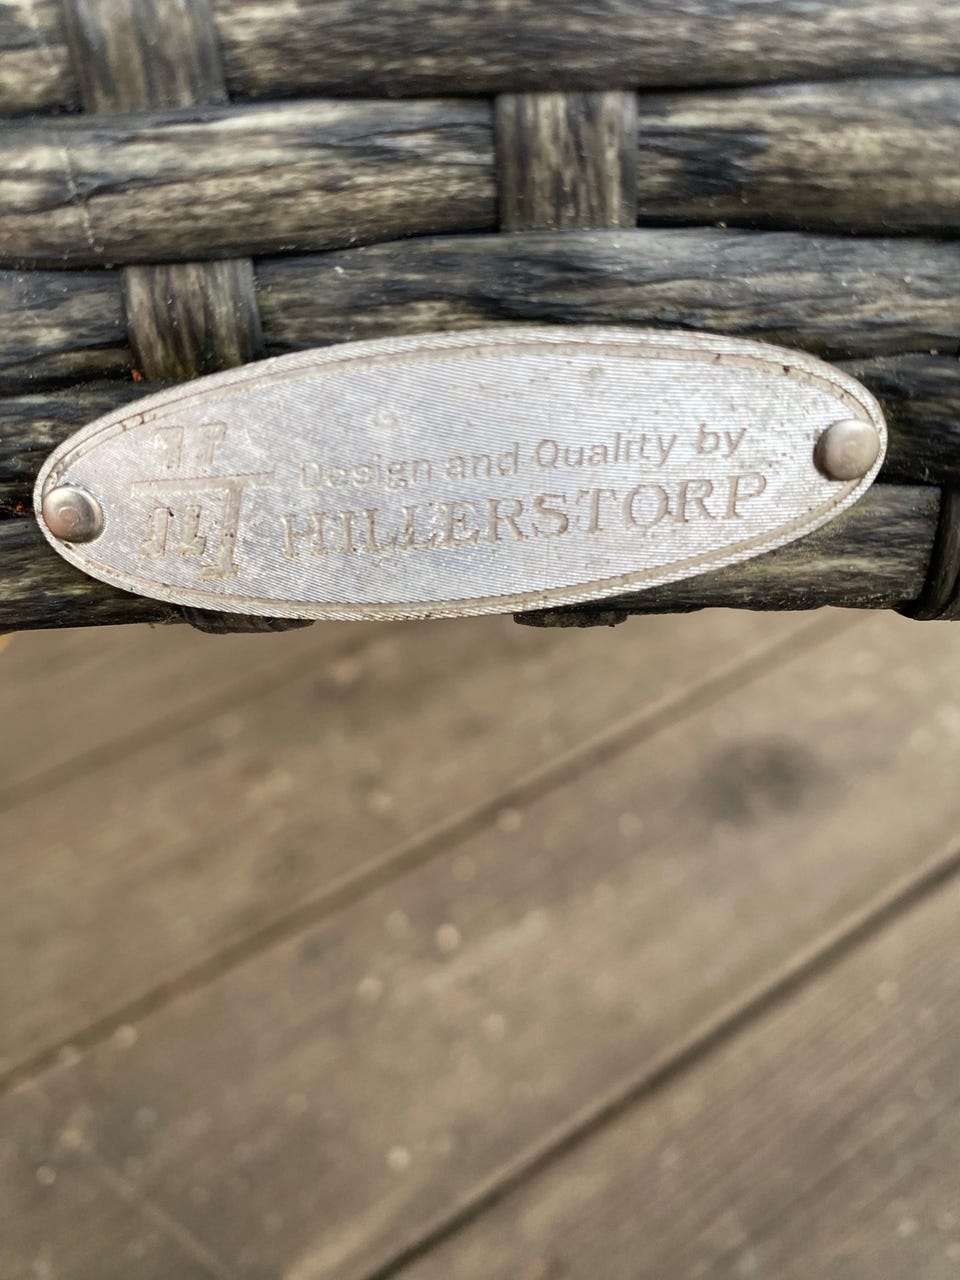 Design and Quality by
HILLERSTORP